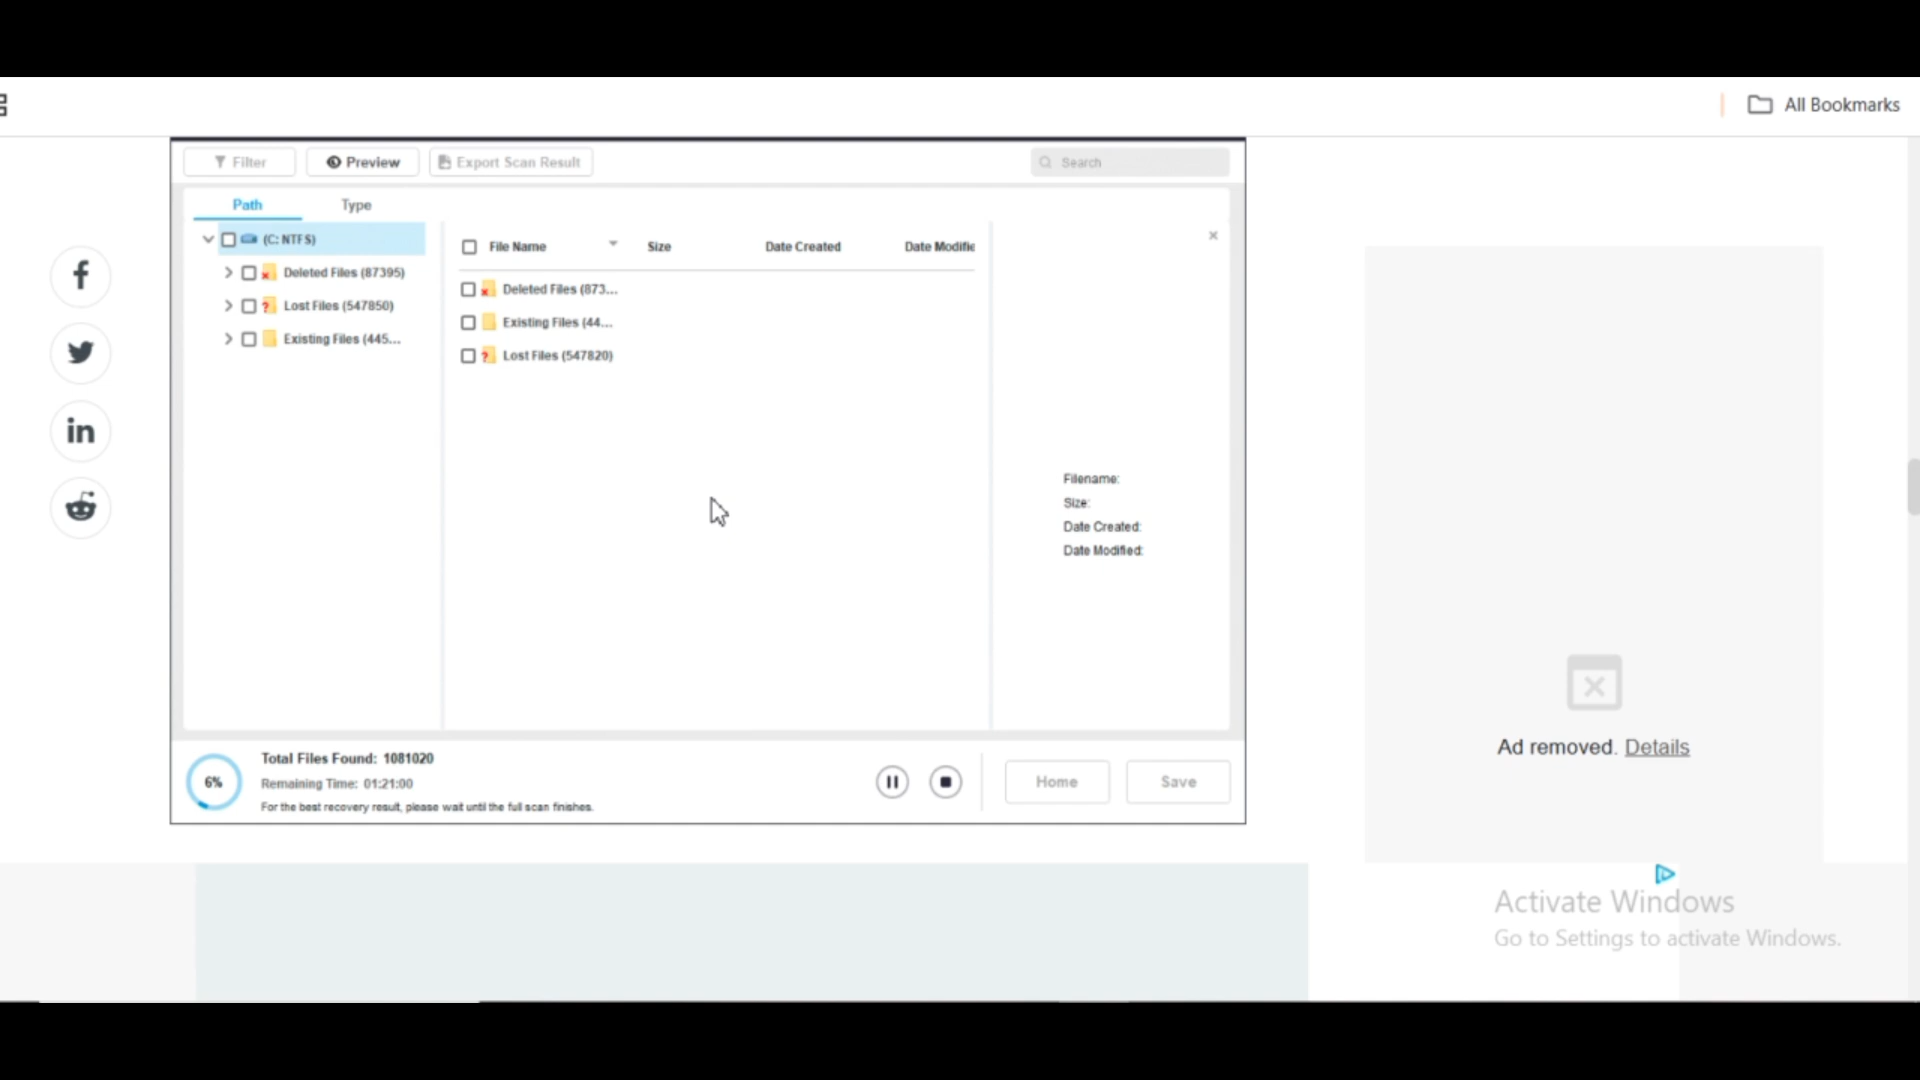 All Bookmarks
Filter Preview Export Scan Result Search
Path Type
(C: NTFS)
Deleted Files (87395)
Lost Files (547850)
Existing Files (445...
File Name Size Date Created Date Modifie
Deleted Files (873...
Existing Files (44...
Lost Files (547820)
Filename:
Size:
Date Created:
Date Modified:
6%
Total Files Found: 1081020
Remaining Time: 01:21:00
For the best recovery result, please wait until the full scan finishes.
Home Save
Ad removed. Details
Activate Windows
Go to Settings to activate Windows.